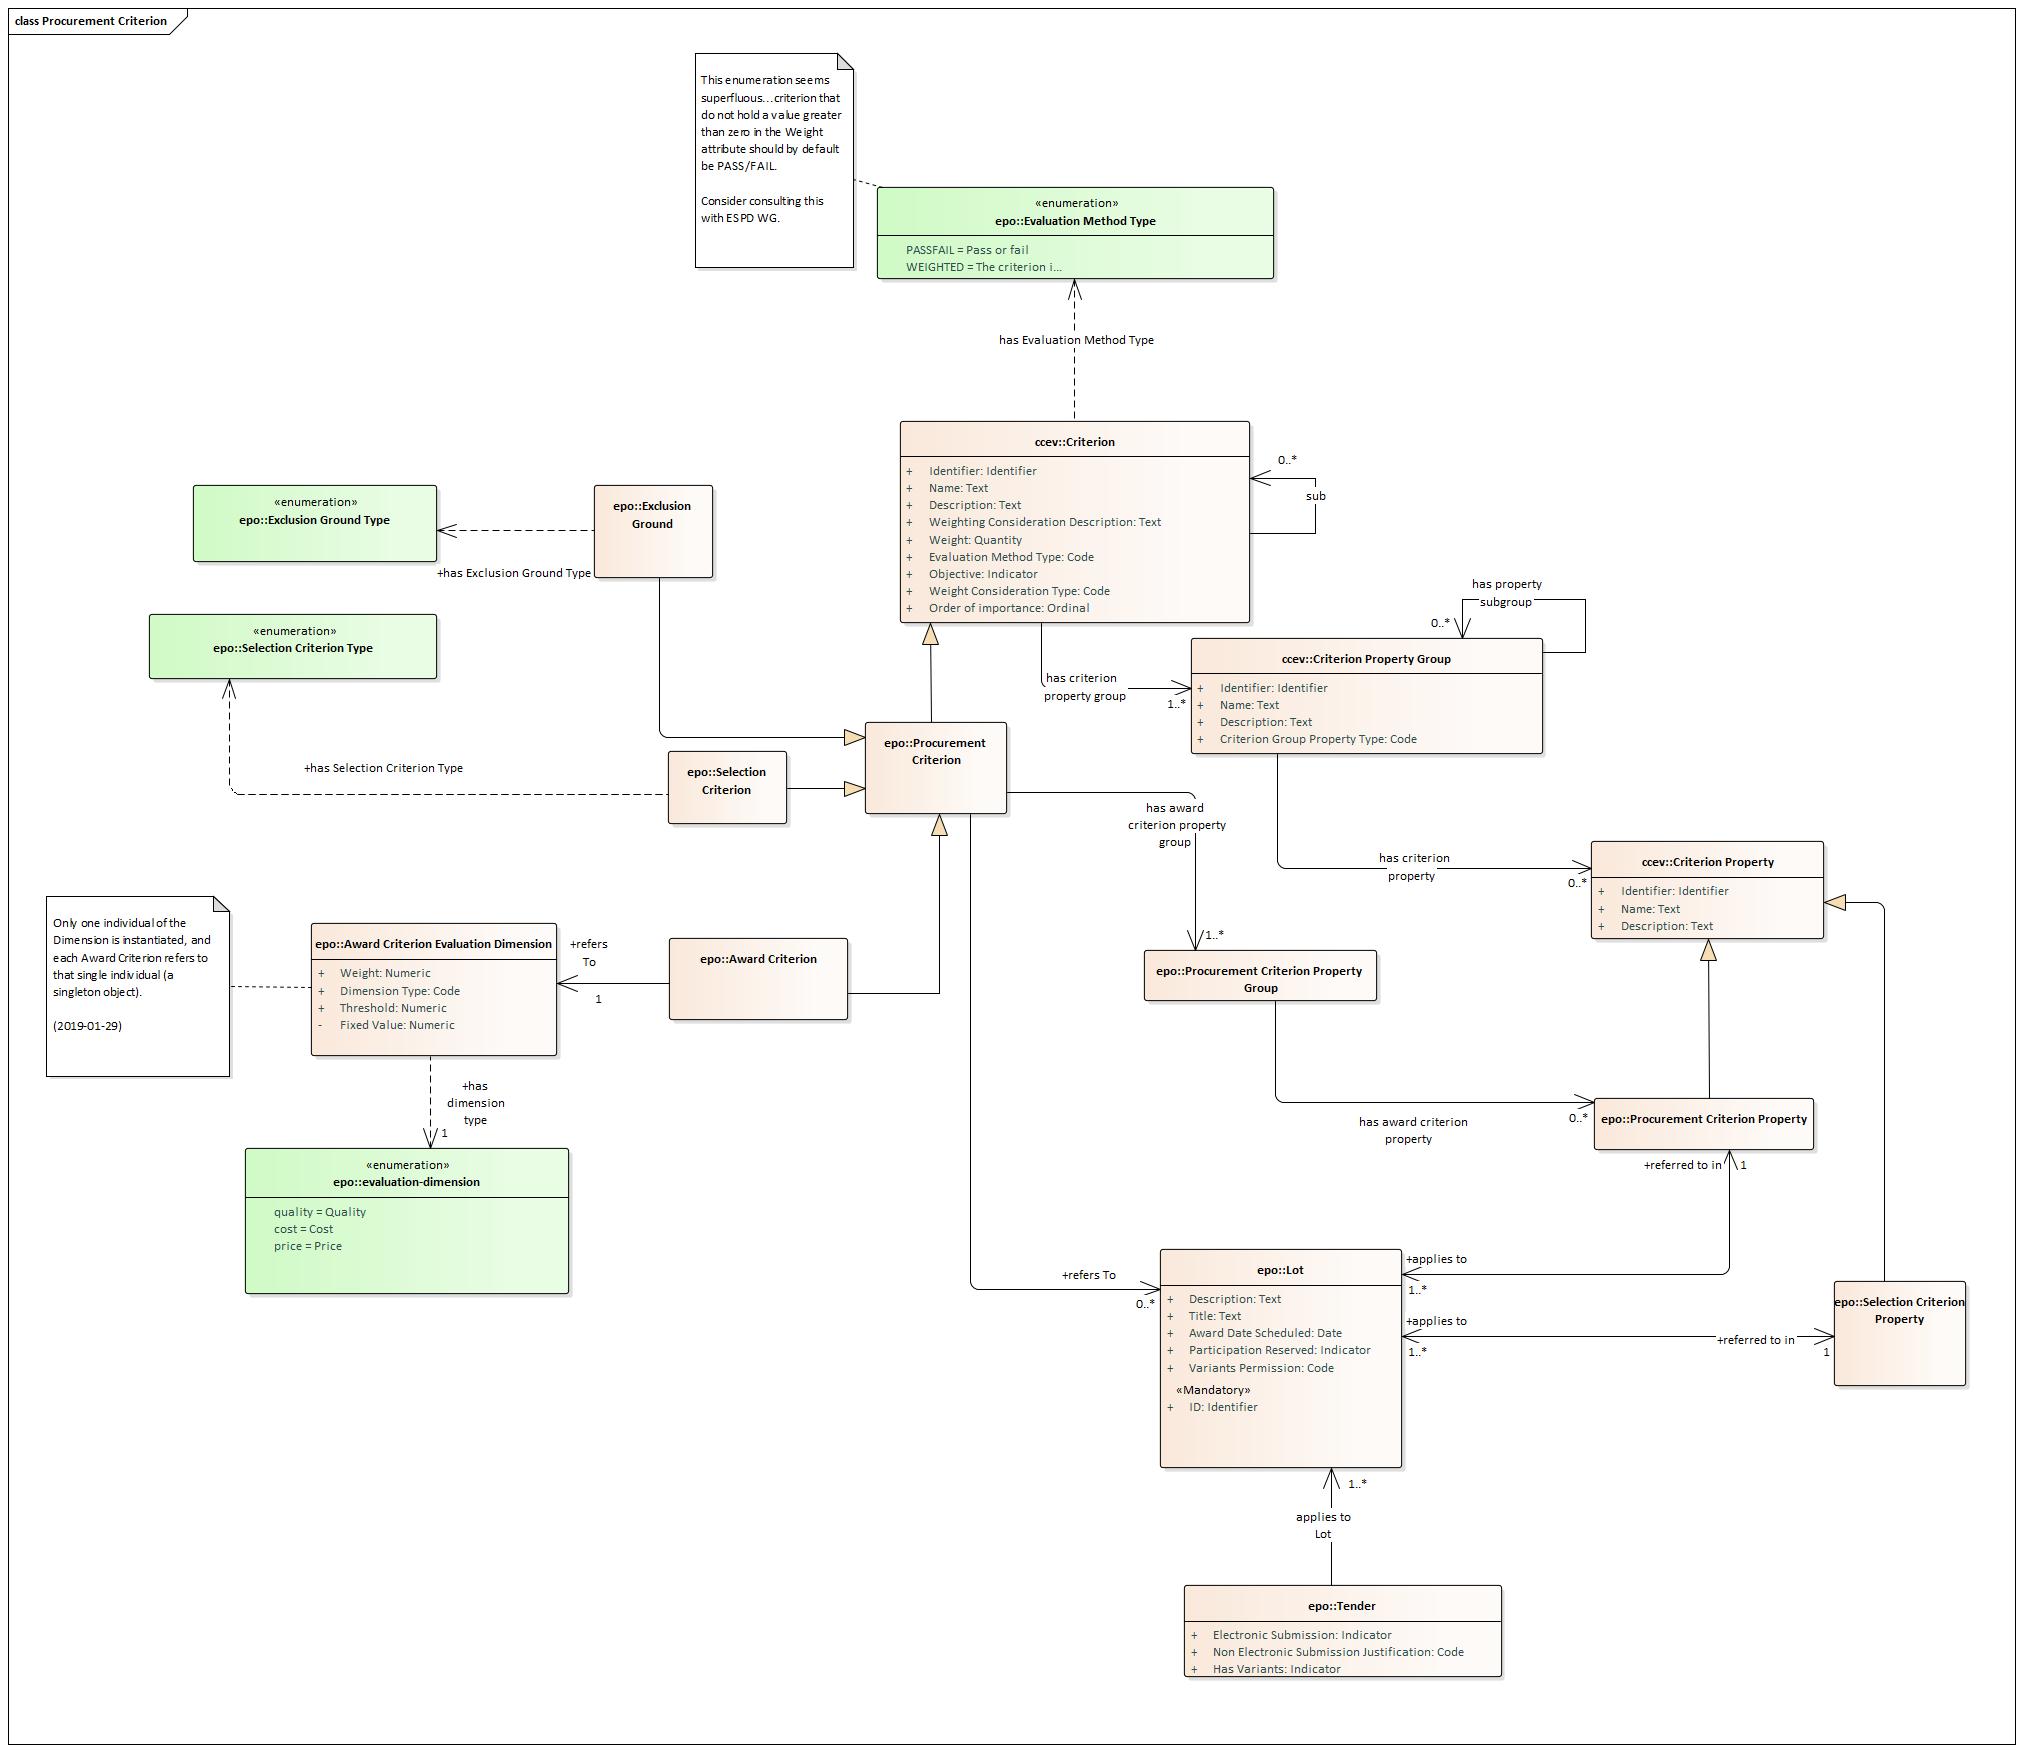 class Procurement Criterion
This enumeration seems
superfluous...criterion that
do not hold a value greater
than zero in the Weight
attribute should by default
be PASS/FAIL.
Consider consulting this
with ESPD WG.
«enumeration»
epo::Evaluation Method Type
PASSFAIL = Pass or fail
WEIGHTED = The criterion i...
has Evaluation Method Type
ccev::Criterion
+ Identifier: Identifier
+ Name: Text
+ Description: Text
+ Weighting Consideration Description: Text
+ Weight: Quantity
+ Evaluation Method Type: Code
+ Objective: Indicator
+ Weight Consideration Type: Code
+ Order of importance: Ordinal
0..*
sub
«enumeration»
epo::Exclusion Ground Type
epo::Exclusion
Ground
+has Exclusion Ground Type
«enumeration»
epo::Selection Criterion Type
has property
subgroup
0..*
ccev::Criterion Property Group
+ Identifier: Identifier
+ Name: Text
+ Description: Text
+ Criterion Group Property Type: Code
has criterion
property group
1..*
epo::Procurement
Criterion
+has Selection Criterion Type
epo::Selection
Criterion
has award
criterion property
group
1..*
has criterion
property
0..*
ccev::Criterion Property
+ Identifier: Identifier
+ Name: Text
+ Description: Text
Only one individual of the
Dimension is instantiated, and
each Award Criterion refers to
that single individual (a
singleton object).
(2019-01-29)
epo::Award Criterion Evaluation Dimension
+ Weight: Numeric
+ Dimension Type: Code
+ Threshold: Numeric
- Fixed Value: Numeric
+refers
To
1
epo::Award Criterion
epo::Procurement Criterion Property
Group
+has
dimension
type
1
has award criterion
property
0..*
epo::Procurement Criterion Property
+referred to in
1
«enumeration»
epo::evaluation-dimension
quality = Quality
cost = Cost
price = Price
+refers To
0..*
epo::Lot
+ Description: Text
+ Title: Text
+ Award Date Scheduled: Date
+ Participation Reserved: Indicator
+ Variants Permission: Code
«Mandatory»
+ ID: Identifier
+applies to
1..*
+applies to
1..*
+referred to in
1
epo::Selection Criterion
Property
1..*
applies to
Lot
epo::Tender
+ Electronic Submission: Indicator
+ Non Electronic Submission Justification: Code
+ Has Variants: Indicator